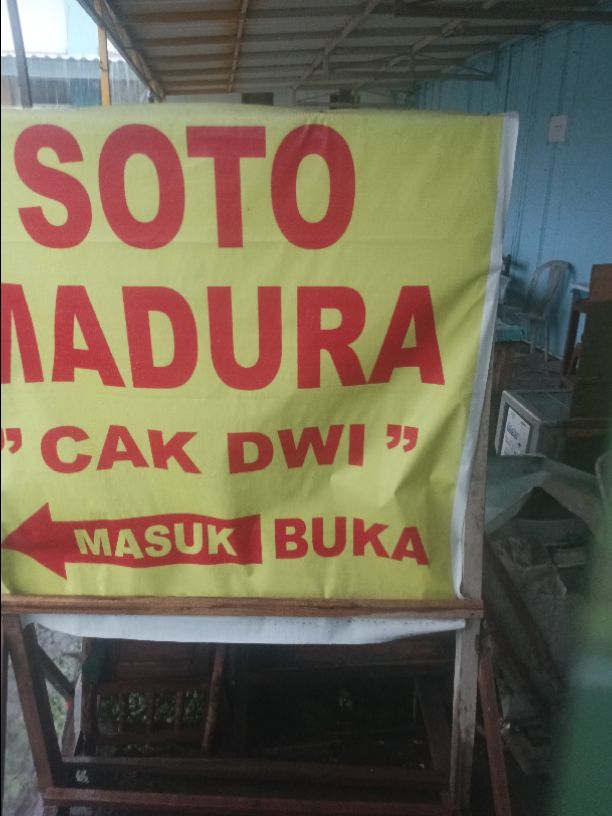 SOTO
MADURA
” CAK DWI ”
MASUK BUKA